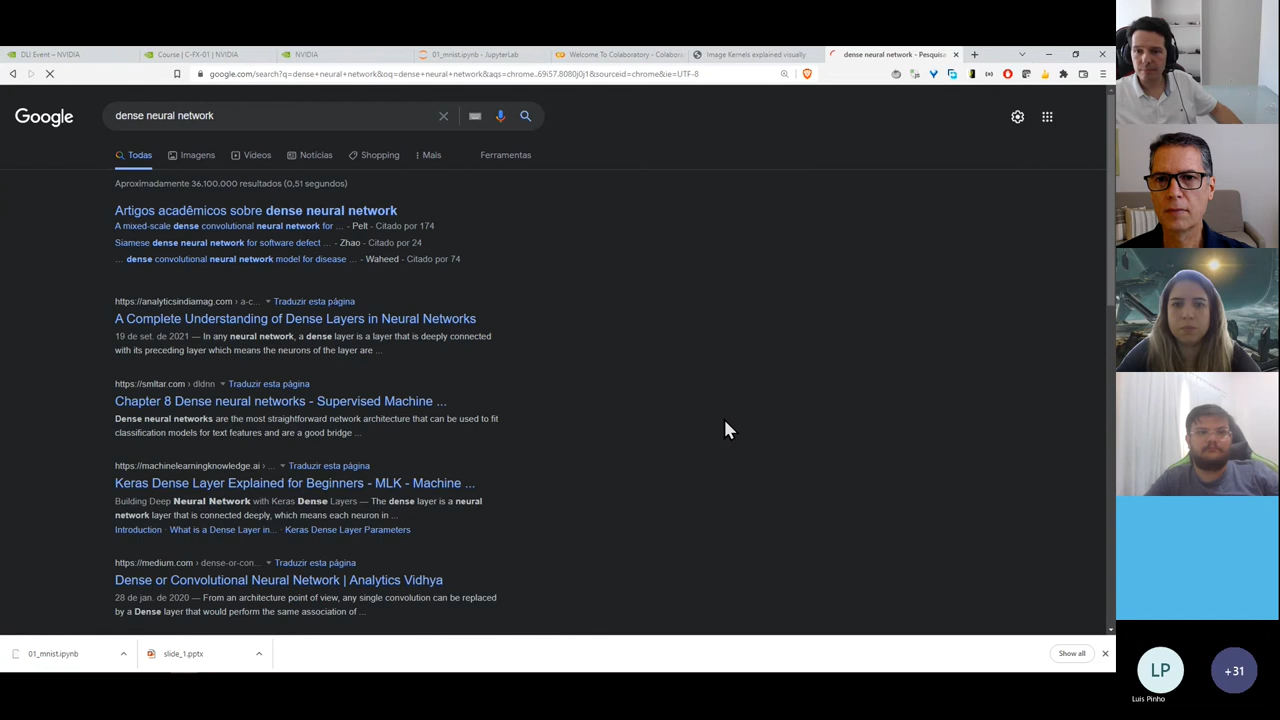 DLI Event – NVIDIA
Course | C-FX-01 | NVIDIA
NVIDIA
01_mnist.ipynb - JupyterLab
Welcome To Colaboratory - Colabora
Image Kernels explained visually
dense neural network - Pesquisa
google.com/search?q=dense+neural+network&oq=dense+neural+network&aqs=chrome..69i57.8080j0j1&sourceid=chrome&ie=UTF-8
Google
dense neural network
Todas
Imagens
Vídeos
Notícias
Shopping
Mais
Ferramentas
Aproximadamente 36.100.000 resultados (0,51 segundos)
Artigos acadêmicos sobre dense neural network
A mixed-scale dense convolutional neural network for ... - Pelt - Citado por 174
Siamese dense neural network for software defect ... - Zhao - Citado por 24
... dense convolutional neural network model for disease ... - Waheed - Citado por 74
https://analyticsindiamag.com › a-c... Traduzir esta página
A Complete Understanding of Dense Layers in Neural Networks
19 de set. de 2021 — In any neural network, a dense layer is a layer that is deeply connected
with its preceding layer which means the neurons of the layer are ...
https://smltar.com › dldnn Traduzir esta página
Chapter 8 Dense neural networks - Supervised Machine ...
Dense neural networks are the most straightforward network architecture that can be used to fit
classification models for text features and are a good bridge ...
https://machinelearningknowledge.ai › ... Traduzir esta página
Keras Dense Layer Explained for Beginners - MLK - Machine ...
Building Deep Neural Network with Keras Dense Layers — The dense layer is a neural
network layer that is connected deeply, which means each neuron in ...
Introduction · What is a Dense Layer in... · Keras Dense Layer Parameters
https://medium.com › dense-or-con... Traduzir esta página
Dense or Convolutional Neural Network | Analytics Vidhya
28 de jan. de 2020 — From an architecture point of view, any single convolution can be replaced
by a Dense layer that would perform the same association of ...
01_mnist.ipynb
slide_1.pptx
Show all
LP
Luis Pinho
+31